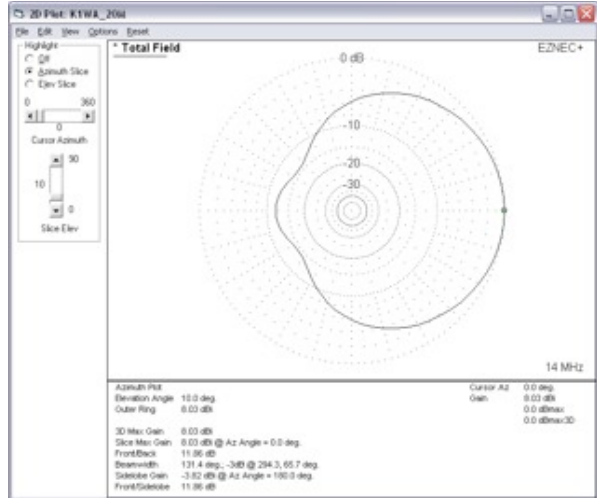 2D Plot: K1WA_20id
File Edit View Options Reset
Highlight
Off
Azimuth Slice
Elev Slice
0 360
0
Cursor Azimuth
90
10
0
Slice Elev
* Total Field
EZNEC+
0 dB
-10
-20
-30
14 MHz
Azimuth Plot
Elevation Angle 10.0 deg.
Outer Ring 8.03 dBi
3D Max Gain 8.03 dBi
Slice Max Gain 8.03 dBi @ Az Angle = 0.0 deg.
Front/Back 11.86 dB
Beamwidth 131.4 deg.; -3dB @ 294.3, 65.7 deg.
Sidelobe Gain -3.82 dBi @ Az Angle = 180.0 deg.
Front/Sidelobe 11.86 dB
Cursor Az 0.0 deg.
Gain 8.03 dBi
0.0 dBmax
0.0 dBmax3D